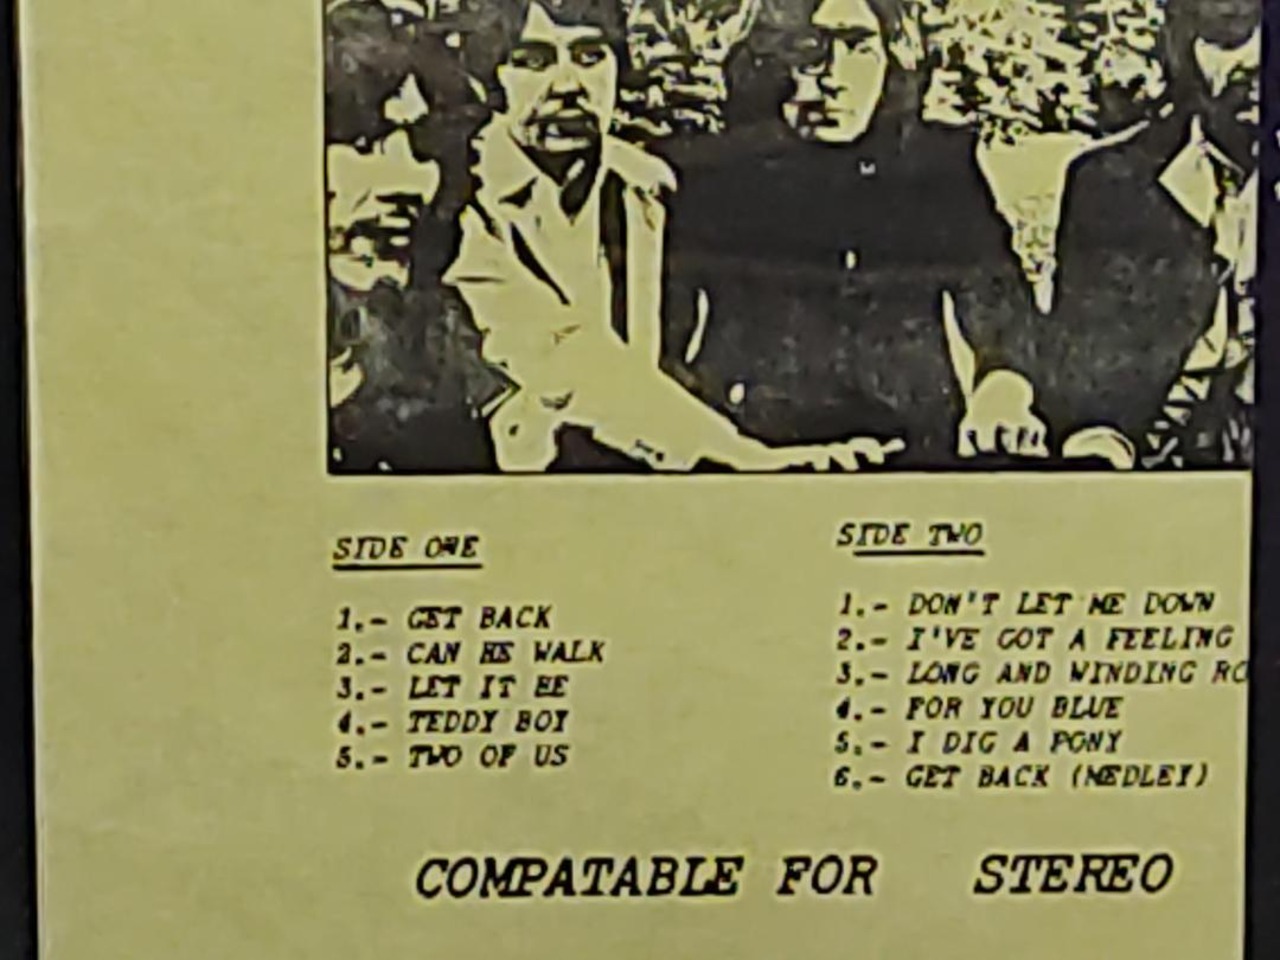 SIDE ONE
1.- GET BACK
2.- CAN HE WALK
3.- LET IT BE
4.- TEDDY BOY
5.- TWO OF US
SIDE TWO
1.- DON'T LET ME DOWN
2.- I'VE GOT A FEELING
3.- LONG AND WINDING RO
4.- FOR YOU BLUE
5.- I DIG A PONY
6.- GET BACK (MEDLEY)
COMPATABLE FOR STEREO